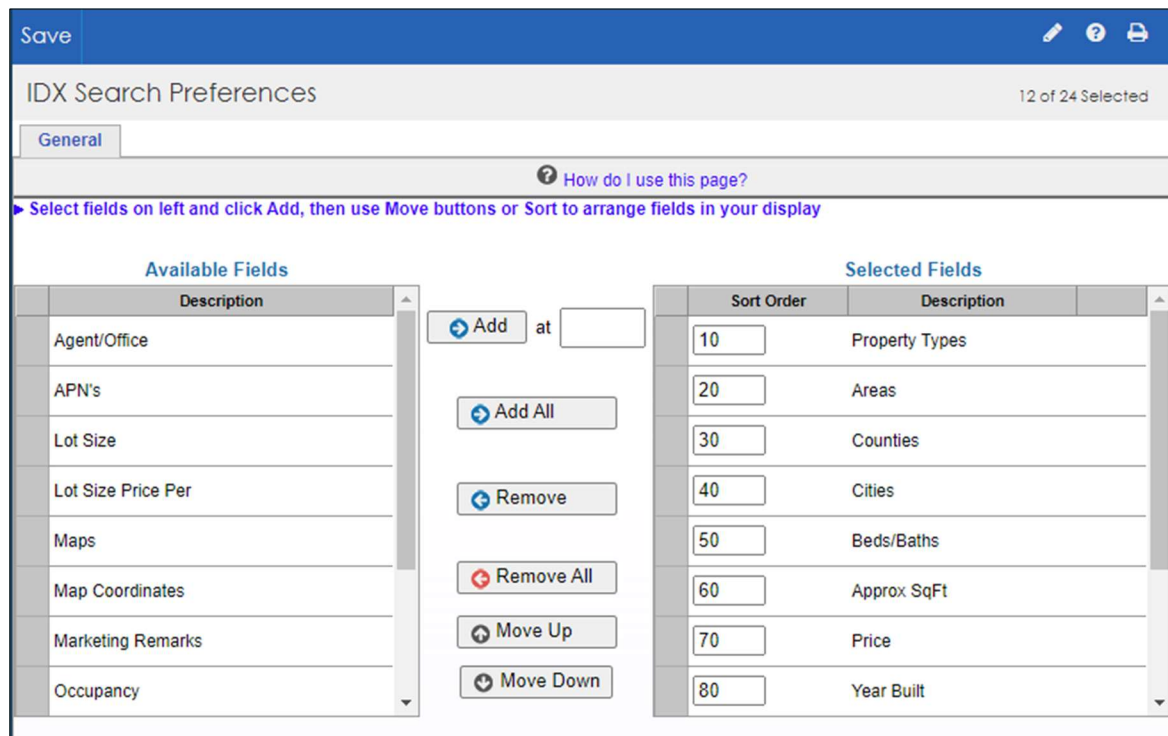 Save
IDX Search Preferences
12 of 24 Selected
General
How do I use this page?
Select fields on left and click Add, then use Move buttons or Sort to arrange fields in your display
Available Fields
Description
Agent/Office
APN's
Lot Size
Lot Size Price Per
Maps
Map Coordinates
Marketing Remarks
Occupancy
Add at
Add All
Remove
Remove All
Move Up
Move Down
Selected Fields
Sort Order Description
10 Property Types
20 Areas
30 Counties
40 Cities
50 Beds/Baths
60 Approx SqFt
70 Price
80 Year Built